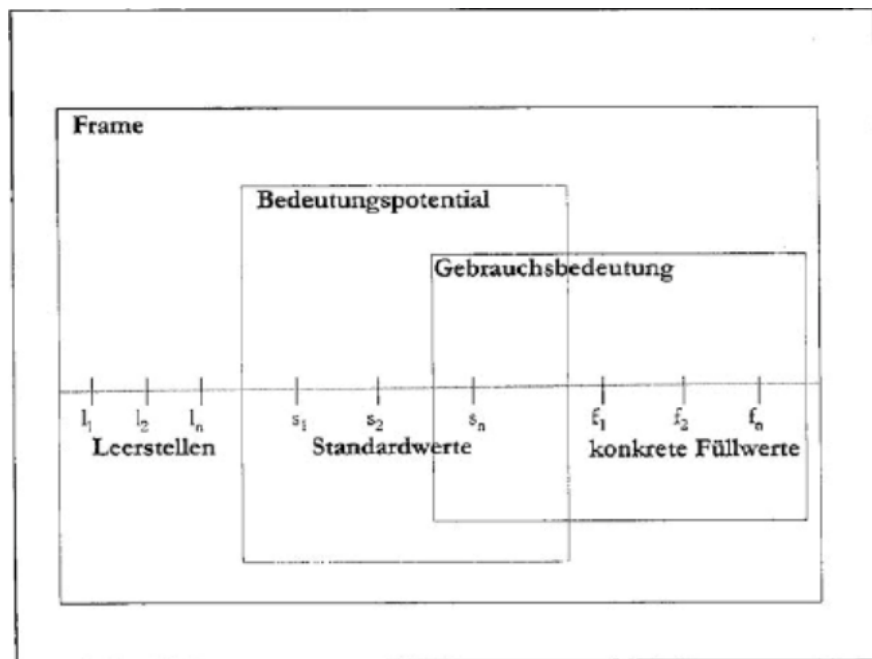 Frame
Bedeutungspotential
Gebrauchsbedeutung
l₁ l₂ lₙ s₁ s₂ sₙ f₁ f₂ fₙ
Leerstellen Standardwerte konkrete Füllwerte